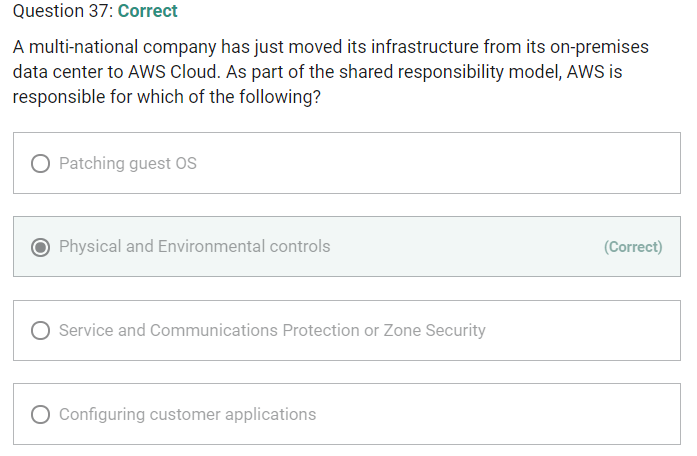 Question 37: Correct
A multi-national company has just moved its infrastructure from its on-premises
data center to AWS Cloud. As part of the shared responsibility model, AWS is
responsible for which of the following?
Patching guest OS
Physical and Environmental controls (Correct)
Service and Communications Protection or Zone Security
Configuring customer applications